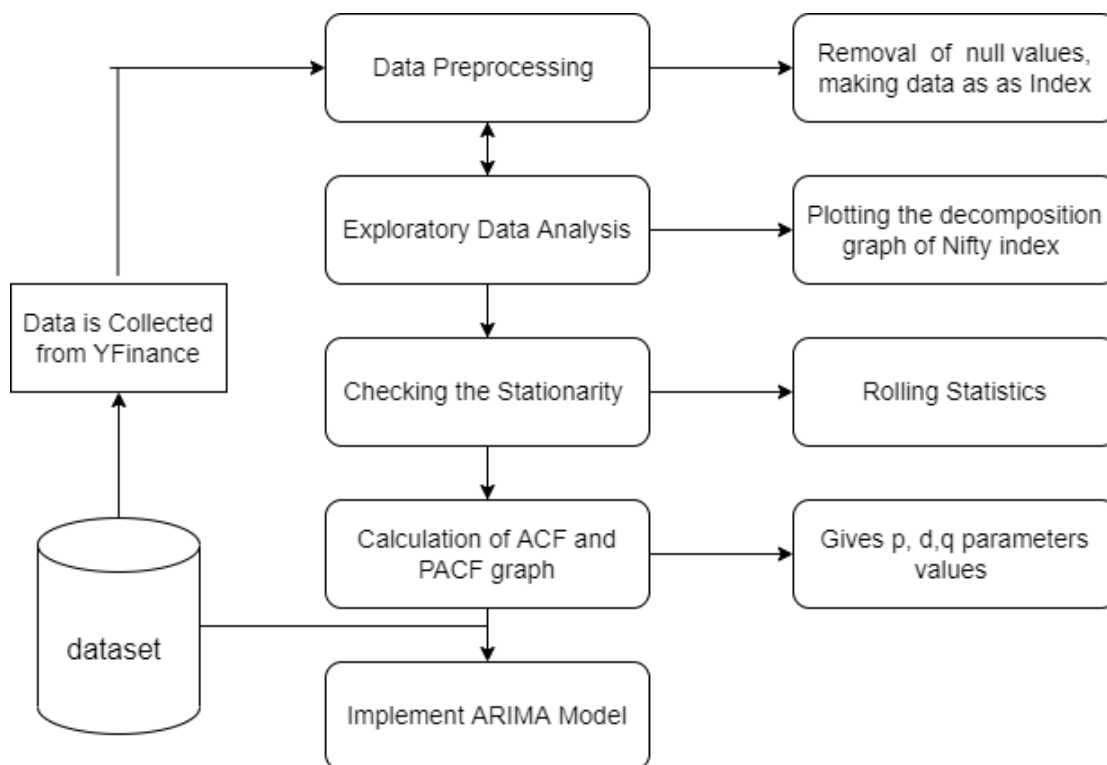 Data Preprocessing
Removal of null values,
making data as as Index
Exploratory Data Analysis
Plotting the decomposition
graph of Nifty index
Data is Collected
from YFinance
Checking the Stationarity
Rolling Statistics
Calculation of ACF and
PACF graph
Gives p, d,q parameters
values
dataset
Implement ARIMA Model